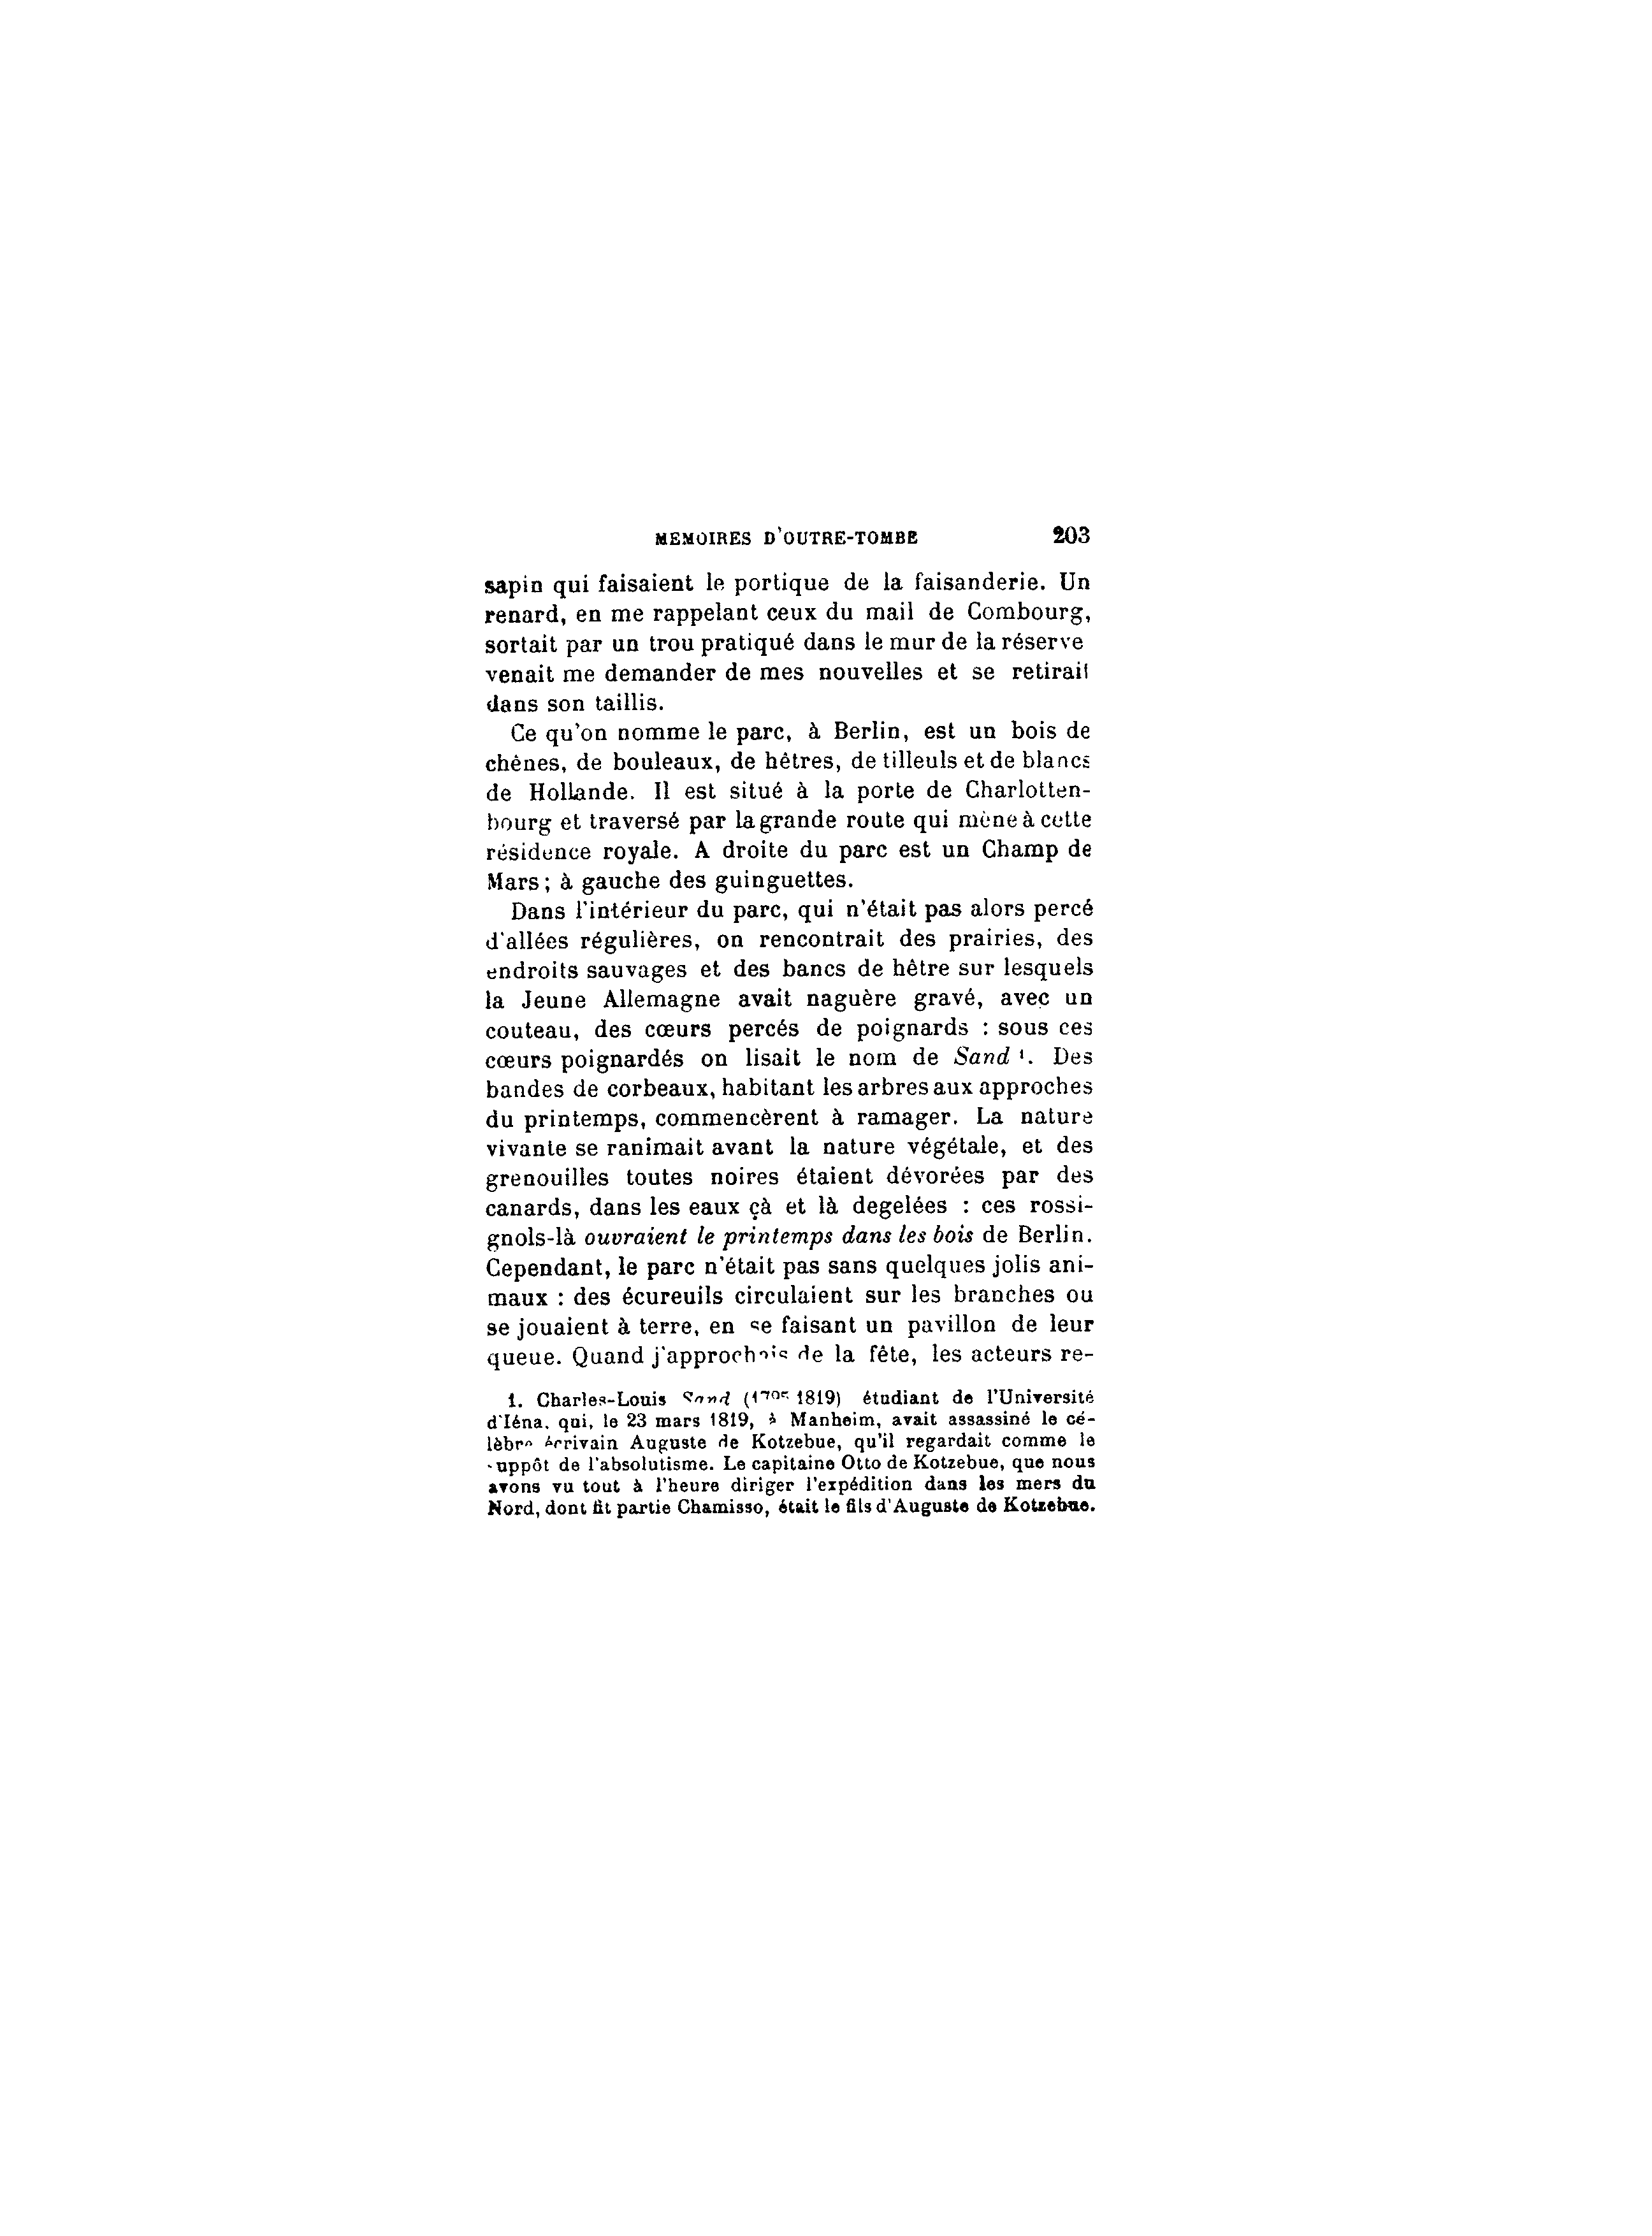 MEMOIRES D'OUTRE-TOMBE 203
sapin qui faisaient le portique de la faisanderie. Un
renard, en me rappelant ceux du mail de Combourg,
sortait par un trou pratiqué dans le mur de la réserve
venait me demander de mes nouvelles et se retirait
dans son taillis.
Ce qu'on nomme le parc, à Berlin, est un bois de
chênes, de bouleaux, de hêtres, de tilleuls et de blancs
de Hollande. Il est situé à la porte de Charlotten-
bourg et traversé par la grande route qui mène à cette
résidence royale. A droite du parc est un Champ de
Mars; à gauche des guinguettes.
Dans l'intérieur du parc, qui n'était pas alors percé
d'allées régulières, on rencontrait des prairies, des
endroits sauvages et des bancs de hêtre sur lesquels
la Jeune Allemagne avait naguère gravé, avec un
couteau, des cœurs percés de poignards : sous ces
cœurs poignardés on lisait le nom de Sand ¹. Des
bandes de corbeaux, habitant les arbres aux approches
du printemps, commencèrent à ramager. La nature
vivante se ranimait avant la nature végétale, et des
grenouilles toutes noires étaient dévorées par des
canards, dans les eaux çà et là degelées : ces rossi-
gnols-là ouvraient le printemps dans les bois de Berlin.
Cependant, le parc n'était pas sans quelques jolis ani-
maux : des écureuils circulaient sur les branches ou
se jouaient à terre, en se faisant un pavillon de leur
queue. Quand j'approchais de la fête, les acteurs re-
1. Charles-Louis Sand (1795 1819) étudiant de l'Université
d'Iéna, qui, le 23 mars 1819, à Manheim, avait assassiné le cé-
lèbre écrivain Auguste de Kotzebue, qu'il regardait comme le
suppôt de l'absolutisme. Le capitaine Otto de Kotzebue, que nous
avons vu tout à l'heure diriger l'expédition dans les mers du
Nord, dont fit partie Chamisso, était le fils d'Auguste de Kotzebue.